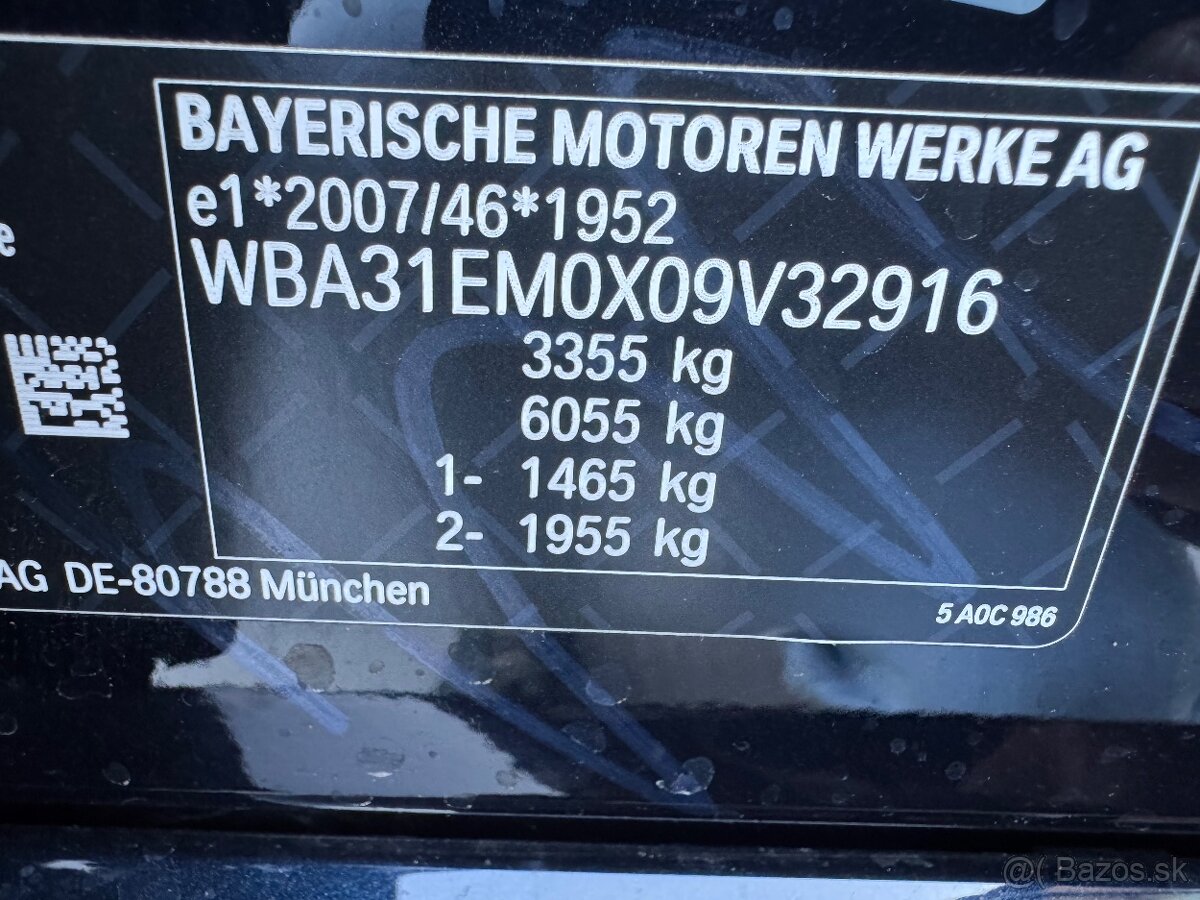 BAYERISCHE MOTOREN WERKE AG
e1*2007/46*1952
WBA31EM0X09V32916
3355 kg
6055 kg
1- 1465 kg
2- 1955 kg
AG DE-80788 München
5 A0C 986
@( Bazos.sk